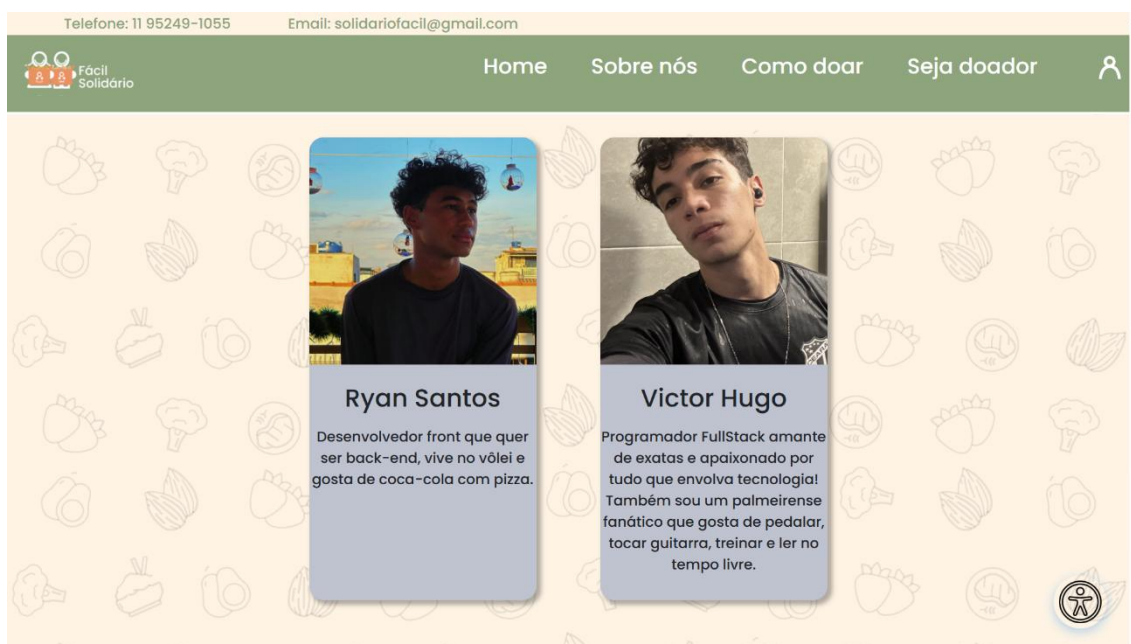 Telefone: 11 95249-1055
Email: solidariofacil@gmail.com
Fácil
Solidário
Home
Sobre nós
Como doar
Seja doador
Ryan Santos
Desenvolvedor front que quer
ser back-end, vive no vôlei e
gosta de coca-cola com pizza.
Victor Hugo
Programador FullStack amante
de exatas e apaixonado por
tudo que envolva tecnologia!
Também sou um palmeirense
fanático que gosta de pedalar,
tocar guitarra, treinar e ler no
tempo livre.